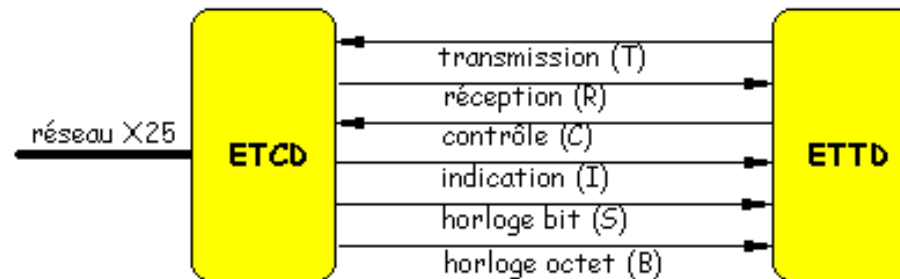 transmission (T)
réception (R)
réseau X25
contrôle (C)
ETCD
ETTD
indication (I)
horloge bit (S)
horloge octet (B)